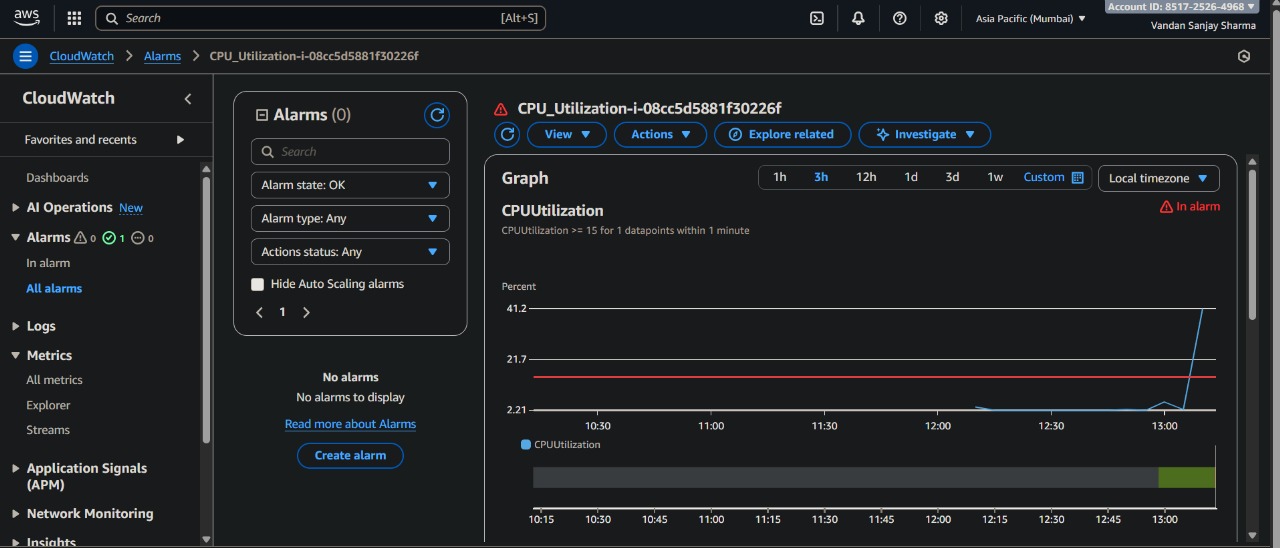 aws
Search [Alt+S]
Asia Pacific (Mumbai)
Account ID: 8517-2526-4968
Vandan Sanjay Sharma
CloudWatch
Alarms
CPU_Utilization-i-08cc5d5881f30226f
CloudWatch
Favorites and recents
Dashboards
AI Operations New
Alarms 0 1 0
In alarm
All alarms
Logs
Metrics
All metrics
Explorer
Streams
Application Signals
(APM)
Network Monitoring
Insights
Alarms (0)
Search
Alarm state: OK
Alarm type: Any
Actions status: Any
Hide Auto Scaling alarms
1
No alarms
No alarms to display
Read more about Alarms
Create alarm
CPU_Utilization-i-08cc5d5881f30226f
View Actions Explore related Investigate
Graph
1h 3h 12h 1d 3d 1w Custom Local timezone
CPUUtilization
In alarm
CPUUtilization >= 15 for 1 datapoints within 1 minute
Percent
41.2
21.7
2.21
10:30 11:00 11:30 12:00 12:30 13:00
CPUUtilization
10:15 10:30 10:45 11:00 11:15 11:30 11:45 12:00 12:15 12:30 12:45 13:00